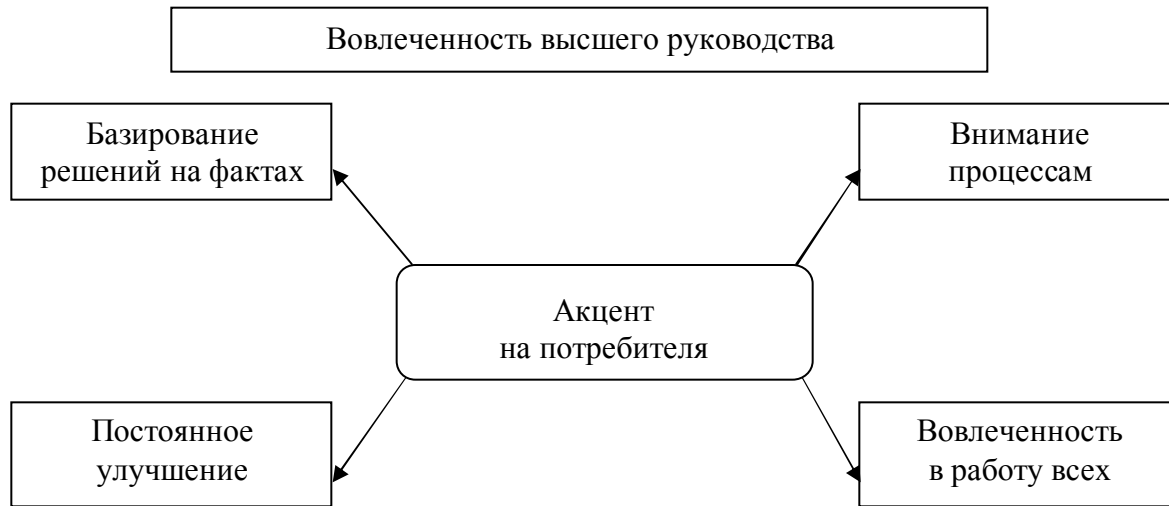 Вовлеченность высшего руководства
Базирование
решений на фактах
Внимание
процессам
Акцент
на потребителя
Постоянное
улучшение
Вовлеченность
в работу всех